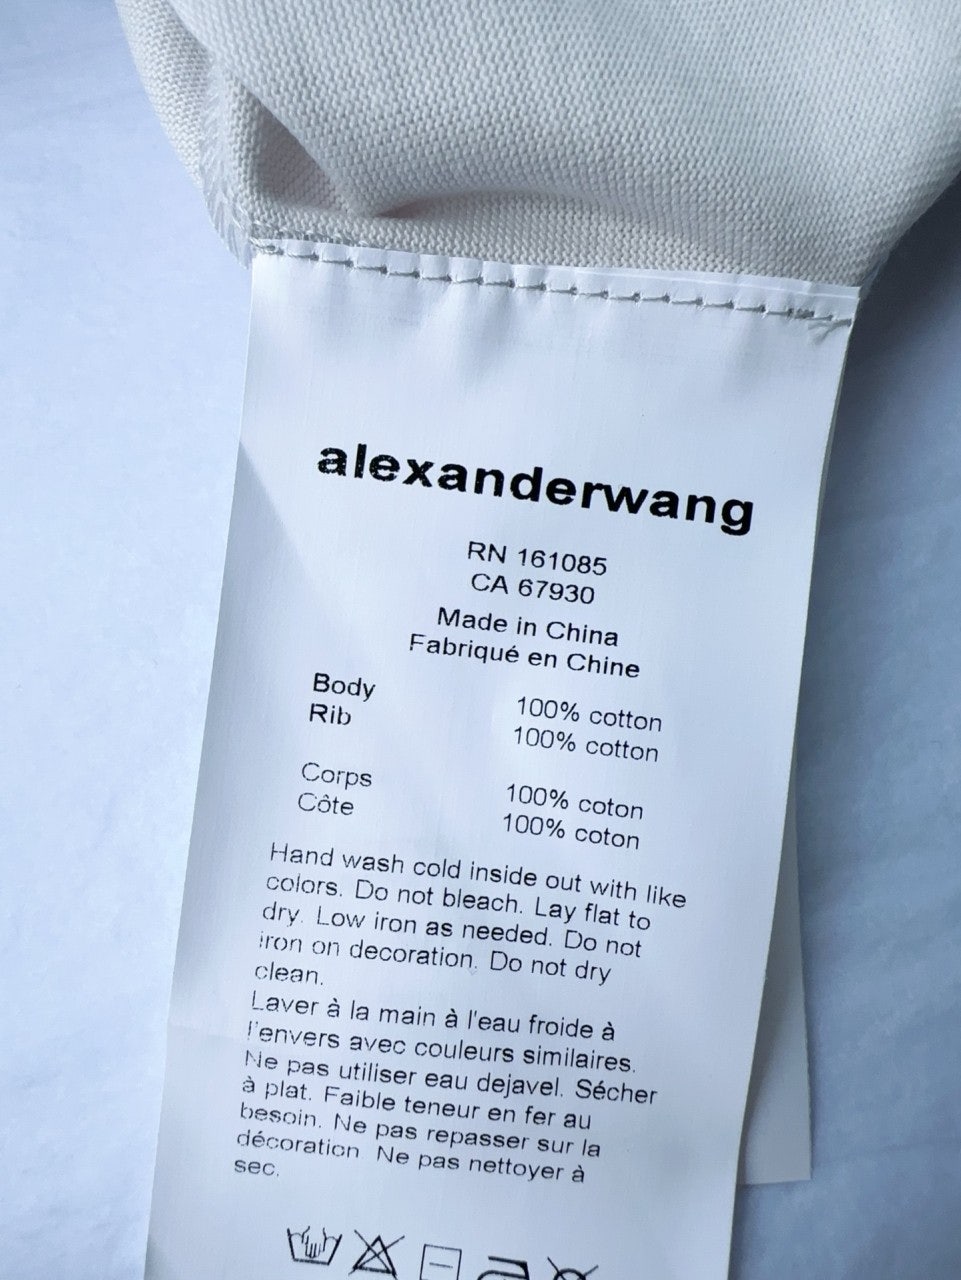 alexanderwang
RN 161085
CA 67930
Made in China
Fabriqué en Chine
Body 100% cotton
Rib 100% cotton
Corps 100% coton
Côte 100% coton
Hand wash cold inside out with like
colors. Do not bleach. Lay flat to
dry. Low iron as needed. Do not
iron on decoration. Do not dry
clean.
Laver à la main à l'eau froide à
l'envers avec couleurs similaires.
Ne pas utiliser eau dejavel. Sécher
à plat. Faible teneur en fer au
besoin. Ne pas repasser sur la
décoration. Ne pas nettoyer à
sec.